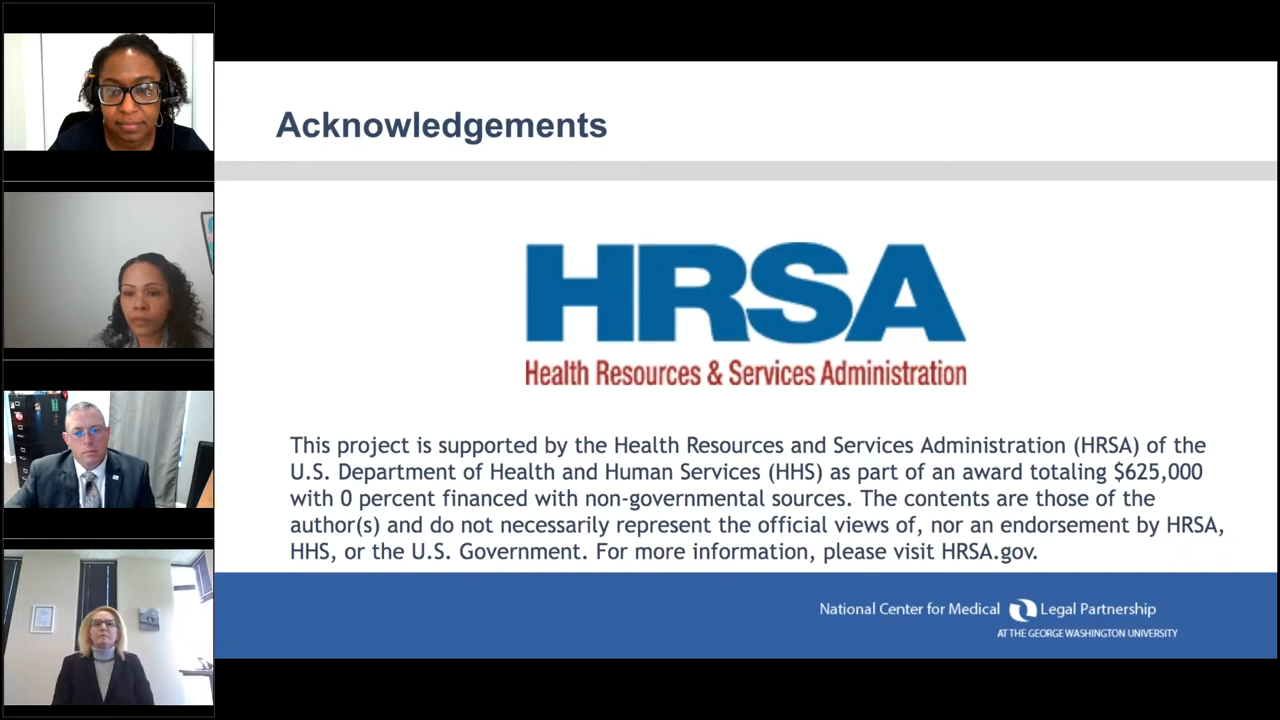 Acknowledgements
HRSA
Health Resources & Services Administration
This project is supported by the Health Resources and Services Administration (HRSA) of the
U.S. Department of Health and Human Services (HHS) as part of an award totaling $625,000
with 0 percent financed with non-governmental sources. The contents are those of the
author(s) and do not necessarily represent the official views of, nor an endorsement by HRSA,
HHS, or the U.S. Government. For more information, please visit HRSA.gov.
National Center for Medical Legal Partnership
AT THE GEORGE WASHINGTON UNIVERSITY